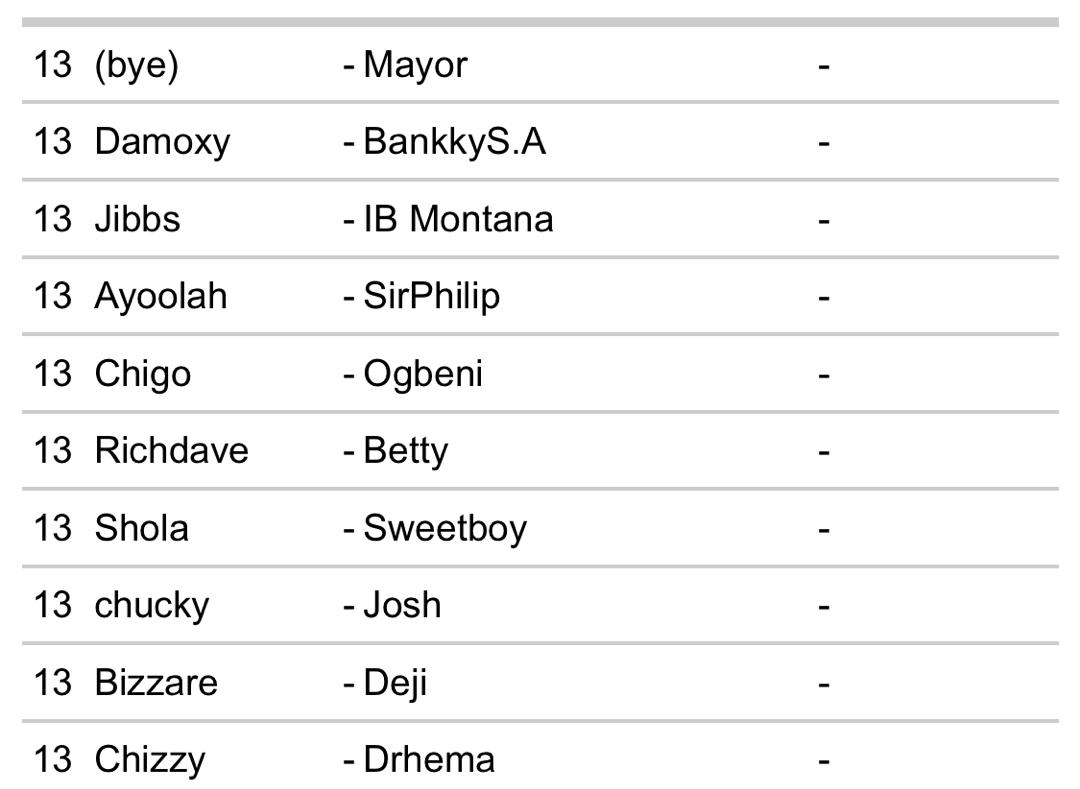 13 (bye) - Mayor -
13 Damoxy - BankkyS.A -
13 Jibbs - IB Montana -
13 Ayoolah - SirPhilip -
13 Chigo - Ogbeni -
13 Richdave - Betty -
13 Shola - Sweetboy -
13 chucky - Josh -
13 Bizzare - Deji -
13 Chizzy - Drhema -